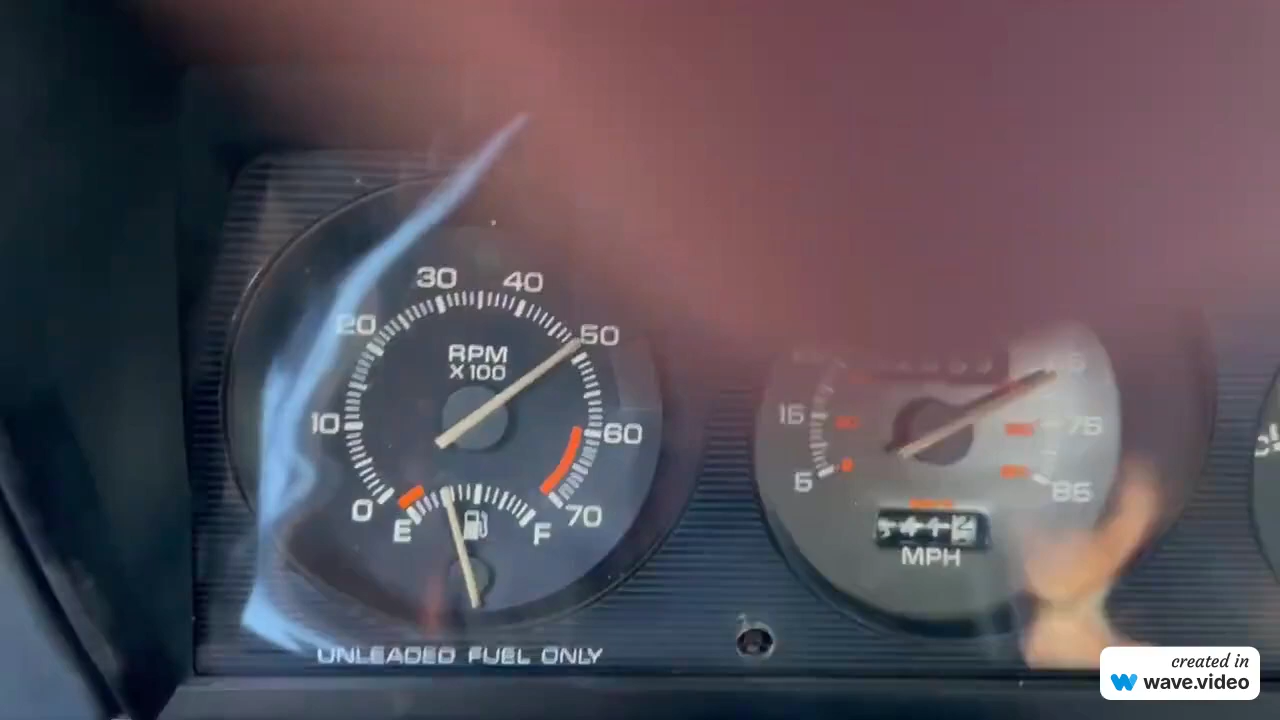 30 40
20 50
RPM
X100
10 60
0 70
E F
UNLEADED FUEL ONLY
15 75
5 85
MPH
created in
wave.video